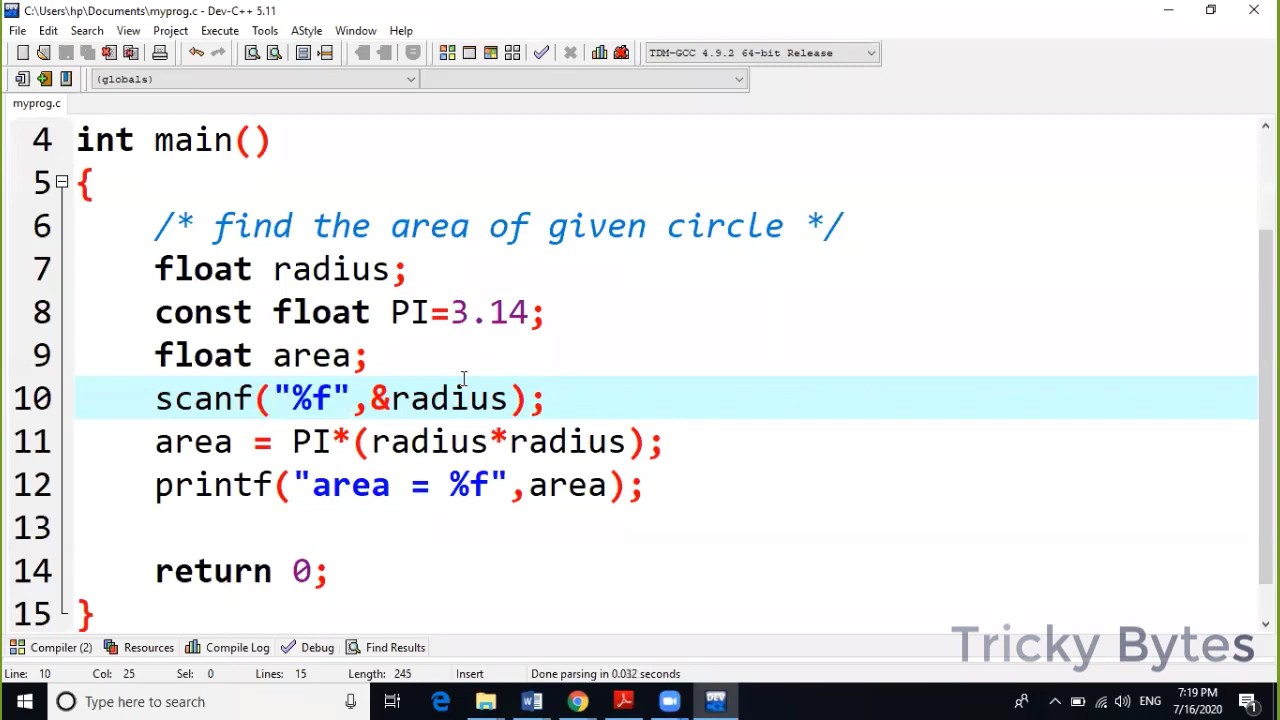 C:\Users\hp\Documents\myprog.c - Dev-C++ 5.11
File Edit Search View Project Execute Tools AStyle Window Help
TDM-GCC 4.9.2 64-bit Release
(globals)
myprog.c
4 int main()
5 {
6 /* find the area of given circle */
7 float radius;
8 const float PI=3.14;
9 float area;
10 scanf("%f",&radius);
11 area = PI*(radius*radius);
12 printf("area = %f",area);
13
14 return 0;
15 }
Tricky Bytes
Compiler (2) Resources Compile Log Debug Find Results
Line: 10 Col: 25 Sel: 0 Lines: 15 Length: 245 Insert Done parsing in 0.032 seconds
Type here to search
DEV
ENG
7:19 PM
7/16/2020
1